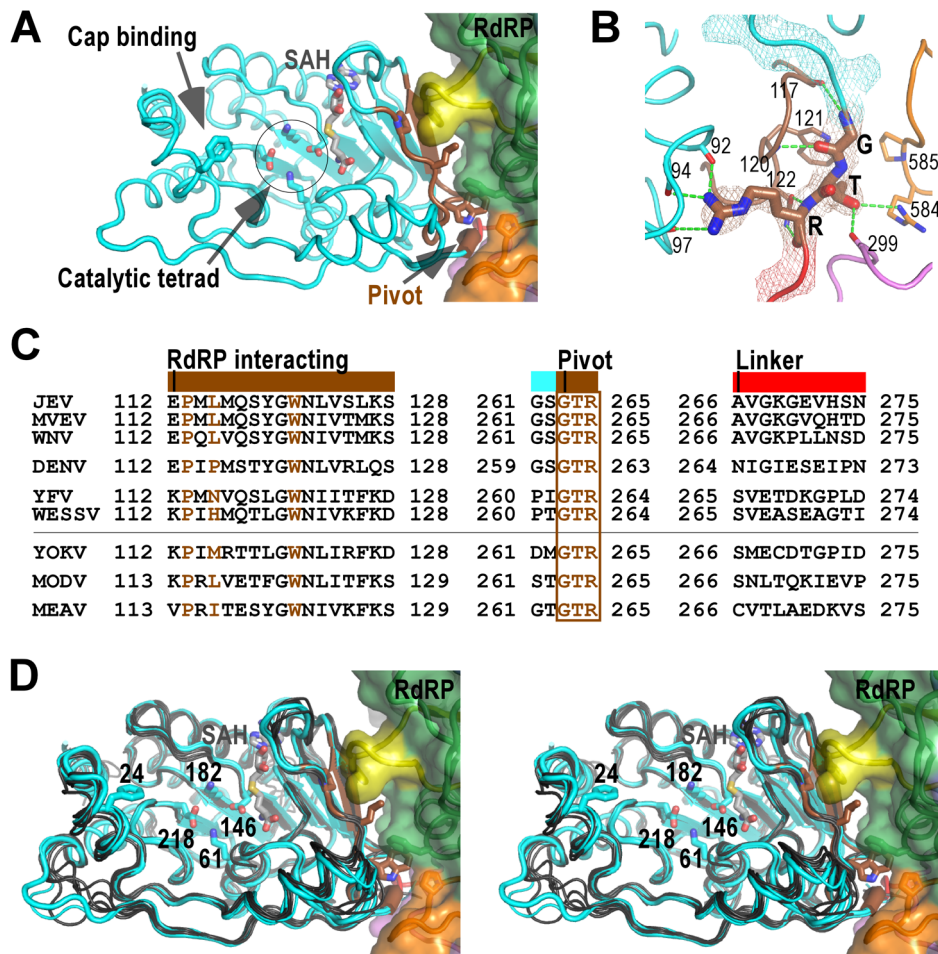 A
Cap binding
SAH
RdRP
Catalytic tetrad
Pivot
B
117
121
92
94
120
122
97
G
T
R
585
584
299
C
RdRP interacting Pivot Linker
JEV 112 EPMLMQSYGWNLVSLKS 128 261 GSGTR 265 266 AVGKGEVHSN 275
MVEV 112 EPMLMQSYGWNIVTMKS 128 261 GSGTR 265 266 AVGKGVQHTD 275
WNV 112 EPQLVQSYGWNIVTMKS 128 261 GSGTR 265 266 AVGKPLLNSD 275
DENV 112 EPIPMSTYGWNLVRLQS 128 259 GSGTR 263 264 NIGIESEIPN 273
YFV 112 KPMNVQSLGWNIITFKD 128 260 PIGTR 264 265 SVETDKGPLD 274
WESSV 112 KPIHMQTLGWNIVKFKD 128 260 PTGTR 264 265 SVEASEAGTI 274
YOKV 112 KPIMRTTLGWNLIRFKD 128 261 DMGTR 265 266 SMECDTGPID 275
MODV 113 KPRLVETFGWNLITFKS 129 261 STGTR 265 266 SNLTQKIEVP 275
MEAV 113 VPRITESYGWNIVKFKS 129 261 GTGTR 265 266 CVTLAEDKVS 275
D
RdRP
SAH
24
182
218
146
61
RdRP
SAH
24
182
218
146
61